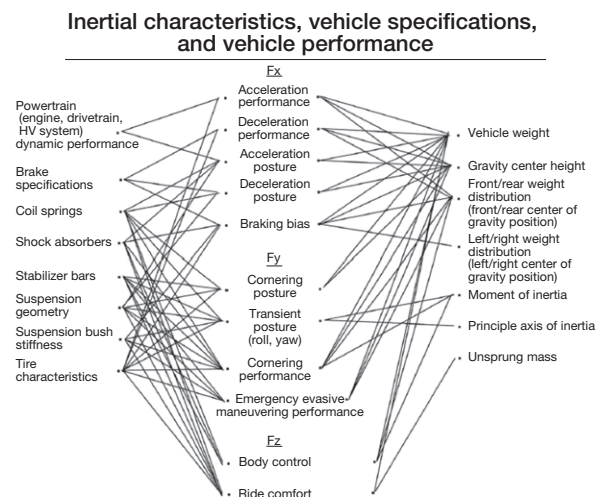 Inertial characteristics, vehicle specifications,
and vehicle performance
Powertrain
(engine, drivetrain,
HV system)
dynamic performance
Brake
specifications
Coil springs
Shock absorbers
Stabilizer bars
Suspension
geometry
Suspension bush
stiffness
Tire
characteristics
Fx
Acceleration
performance
Deceleration
performance
Acceleration
posture
Deceleration
posture
Braking bias
Fy
Cornering
posture
Transient
posture
(roll, yaw)
Cornering
performance
Emergency evasive
maneuvering performance
Fz
Body control
Ride comfort
Vehicle weight
Gravity center height
Front/rear weight
distribution
(front/rear center of
gravity position)
Left/right weight
distribution
(left/right center of
gravity position)
Moment of inertia
Principle axis of inertia
Unsprung mass